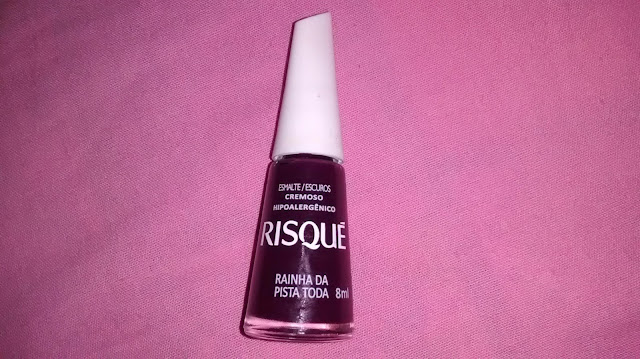 ESMALTE/ESCUROS
CREMOSO
HIPOALERGÊNICO
RISQUÉ
RAINHA DA
PISTA TODA 8ml